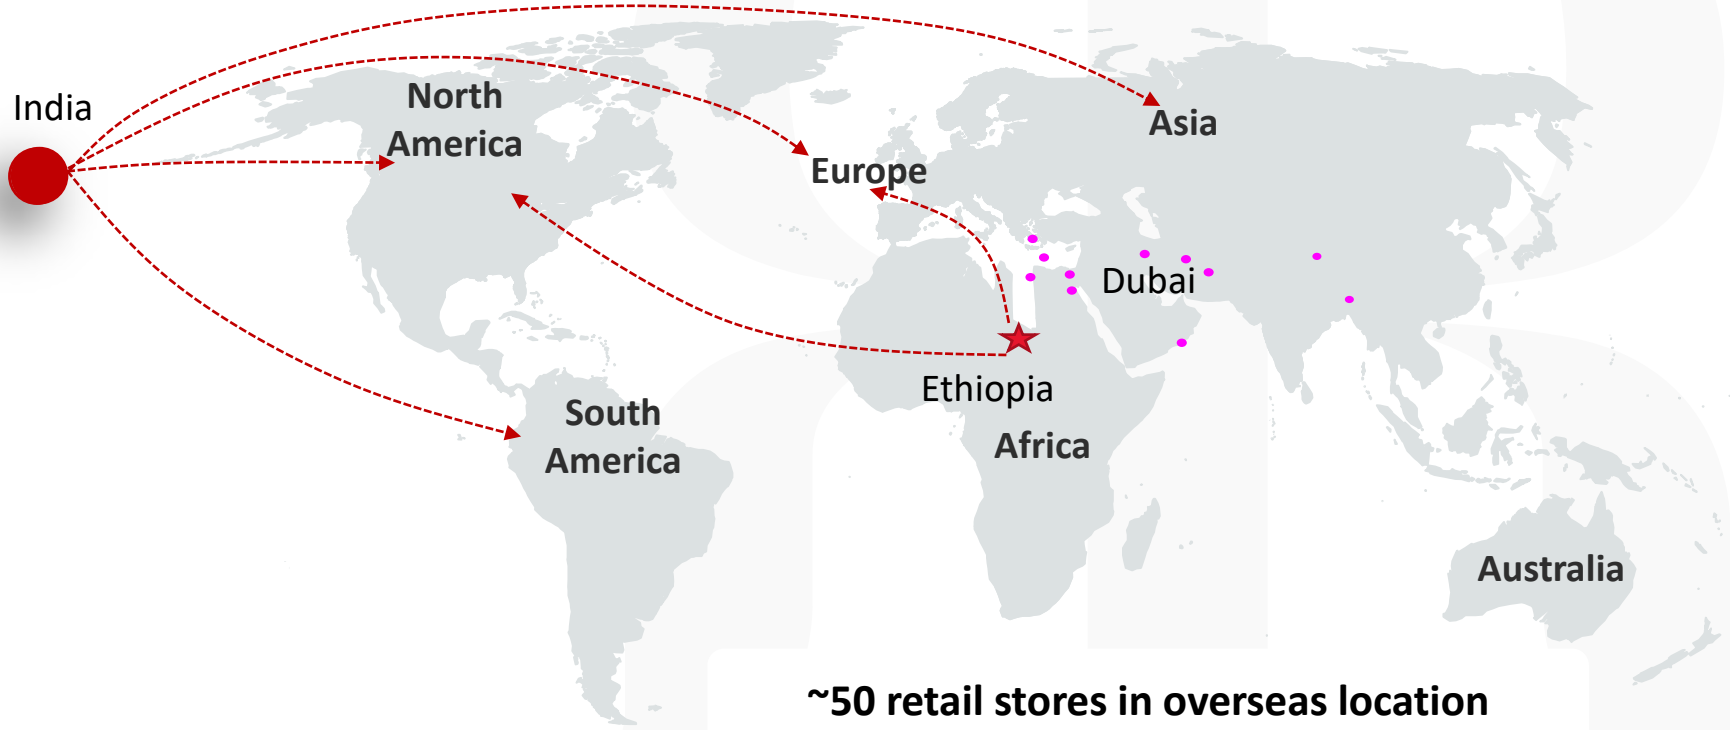 India
North
America
Asia
Europe
Dubai
Ethiopia
South
America
Africa
Australia
~50 retail stores in overseas location